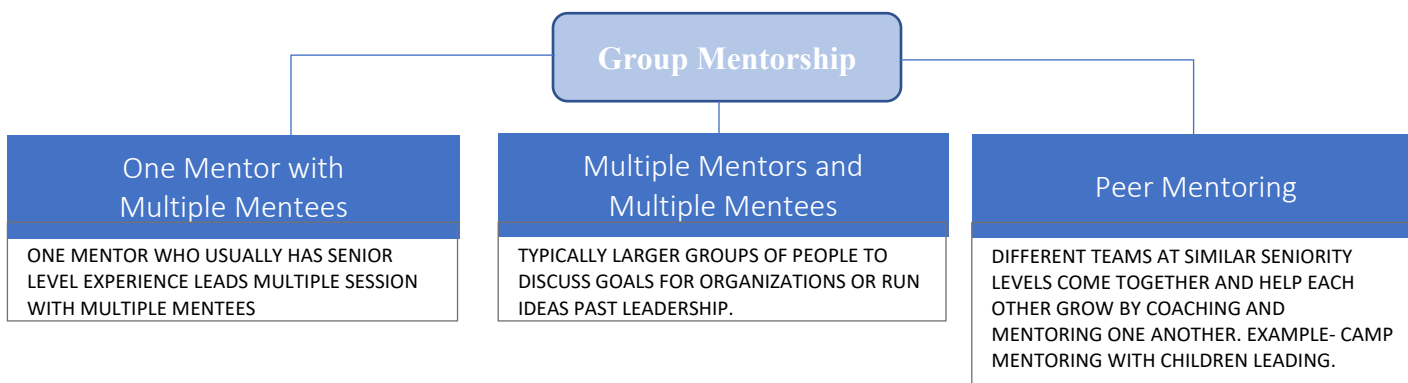 Group Mentorship
One Mentor with
Multiple Mentees
ONE MENTOR WHO USUALLY HAS SENIOR
LEVEL EXPERIENCE LEADS MULTIPLE SESSION
WITH MULTIPLE MENTEES
Multiple Mentors and
Multiple Mentees
TYPICALLY LARGER GROUPS OF PEOPLE TO
DISCUSS GOALS FOR ORGANIZATIONS OR RUN
IDEAS PAST LEADERSHIP.
Peer Mentoring
DIFFERENT TEAMS AT SIMILAR SENIORITY
LEVELS COME TOGETHER AND HELP EACH
OTHER GROW BY COACHING AND
MENTORING ONE ANOTHER. EXAMPLE- CAMP
MENTORING WITH CHILDREN LEADING.